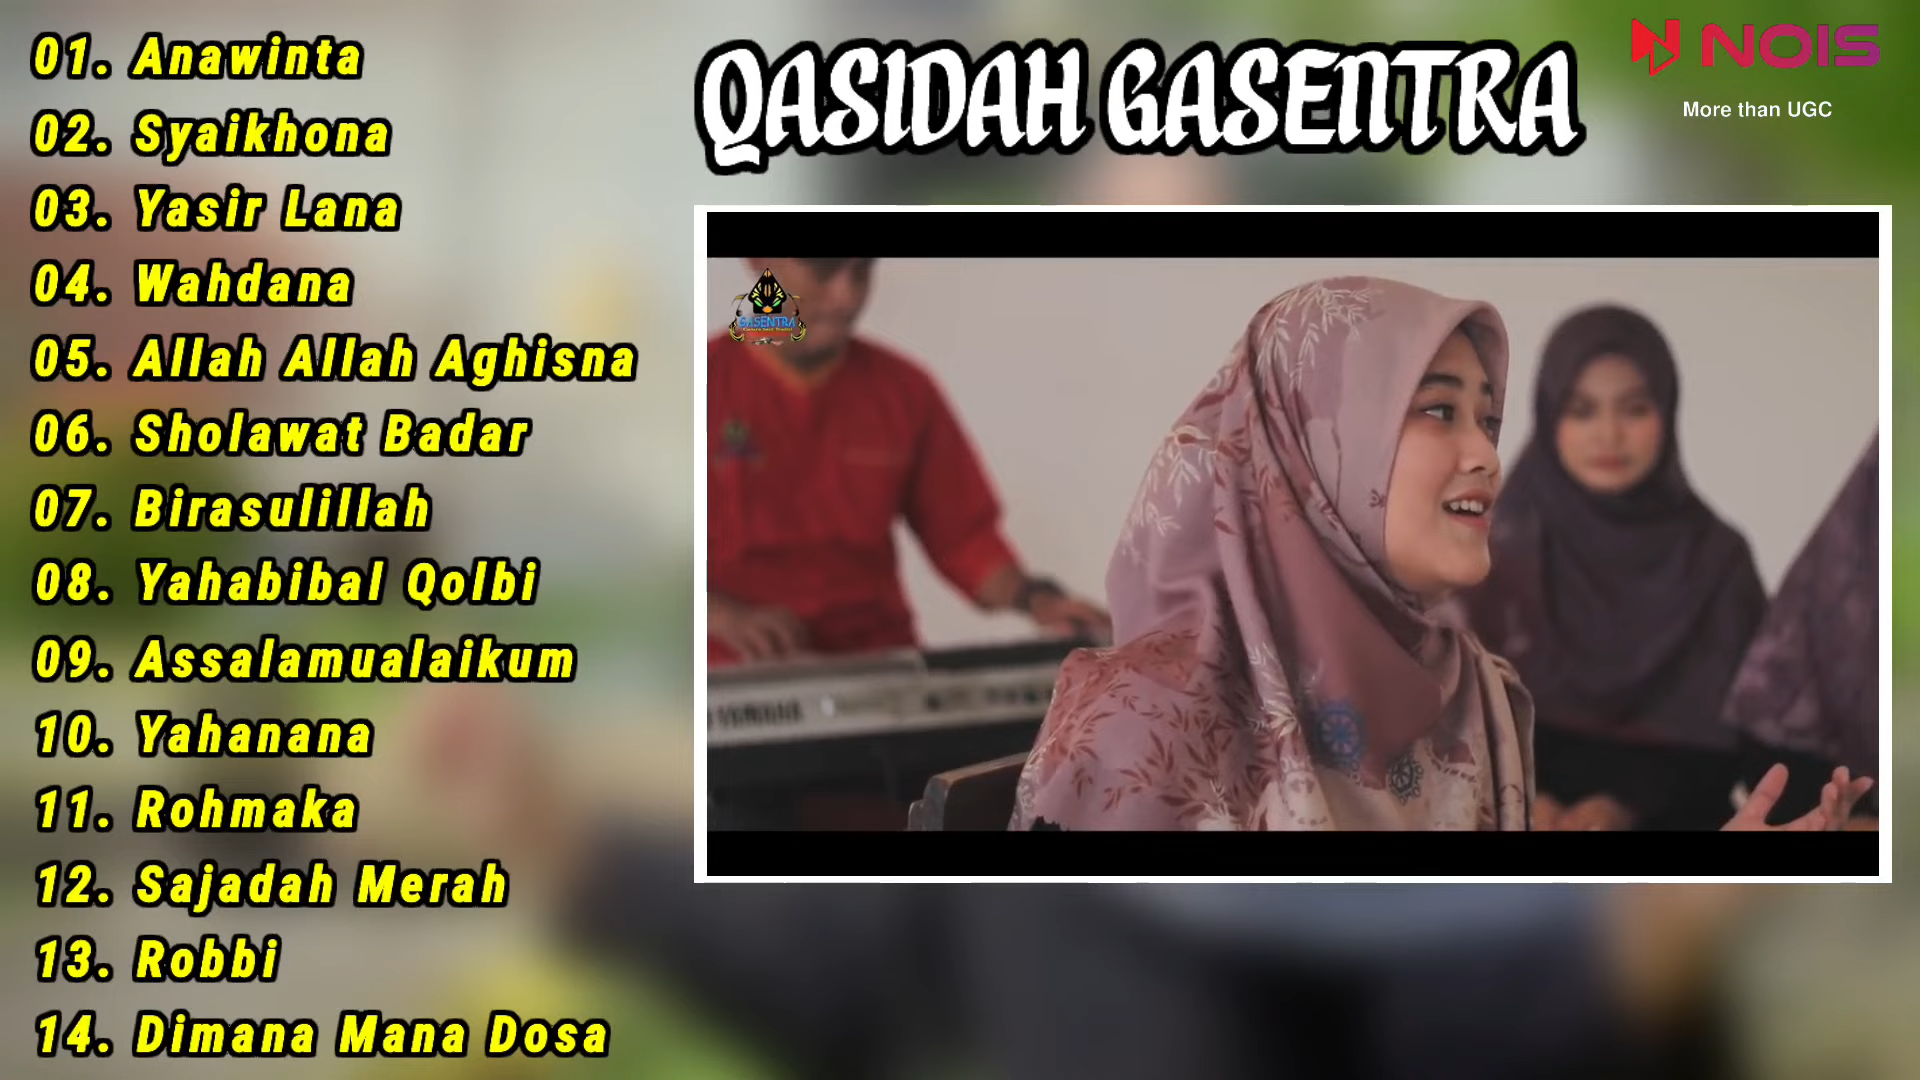 01. Anawinta
02. Syaikhona
03. Yasir Lana
04. Wahdana
05. Allah Allah Aghisna
06. Sholawat Badar
07. Birasulillah
08. Yahabibal Qolbi
09. Assalamualaikum
10. Yahanana
11. Rohmaka
12. Sajadah Merah
13. Robbi
14. Dimana Mana Dosa
QASIDAH GASENTRA
NOIS
More than UGC
GASENTRA
YAMAHA